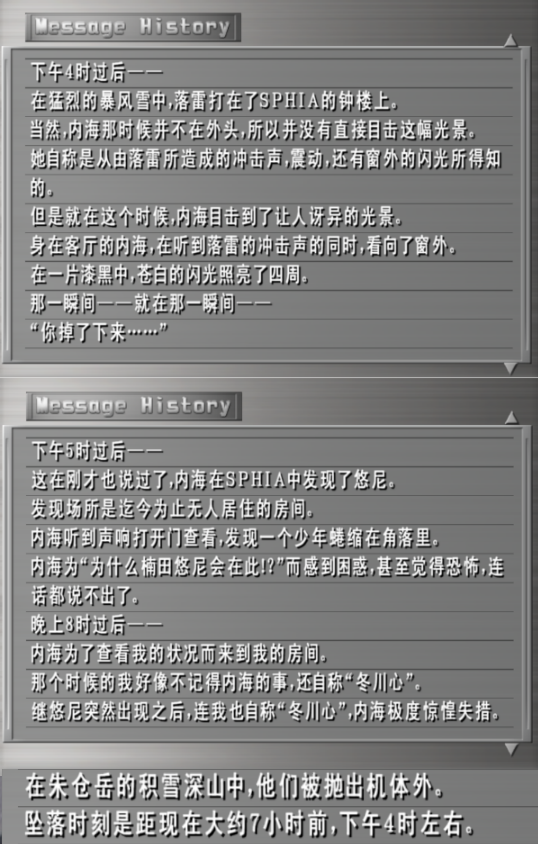 Message History
下午4时过后——
在猛烈的暴风雪中,落雷打在了SPHIA的钟楼上。
当然,内海那时候并不在外头,所以并没有直接目击这幅光景。
她自称是从由落雷所造成的冲击声,震动,还有窗外的闪光所得知
的。
但是就在这个时候,内海目击到了让人讶异的光景。
身在客厅的内海,在听到落雷的冲击声的同时,看向了窗外。
在一片漆黑中,苍白的闪光照亮了四周。
那一瞬间——就在那一瞬间——
“你掉了下来……”
Message History
下午5时过后——
这在刚才也说过了,内海在SPHIA中发现了悠尼。
发现场所是迄今为止无人居住的房间。
内海听到声响打开门查看,发现一个少年蜷缩在角落里。
内海为“为什么楠田悠尼会在此!?”而感到困惑,甚至觉得恐怖,连
话都说不出了。
晚上8时过后——
内海为了查看我的状况而来到我的房间。
那个时候的我好像不记得内海的事,还自称“冬川心”。
继悠尼突然出现之后,连我也自称“冬川心”,内海极度惊惶失措。
在朱仓岳的积雪深山中,他们被抛出机体外。
坠落时刻是距现在大约7小时前,下午4时左右。